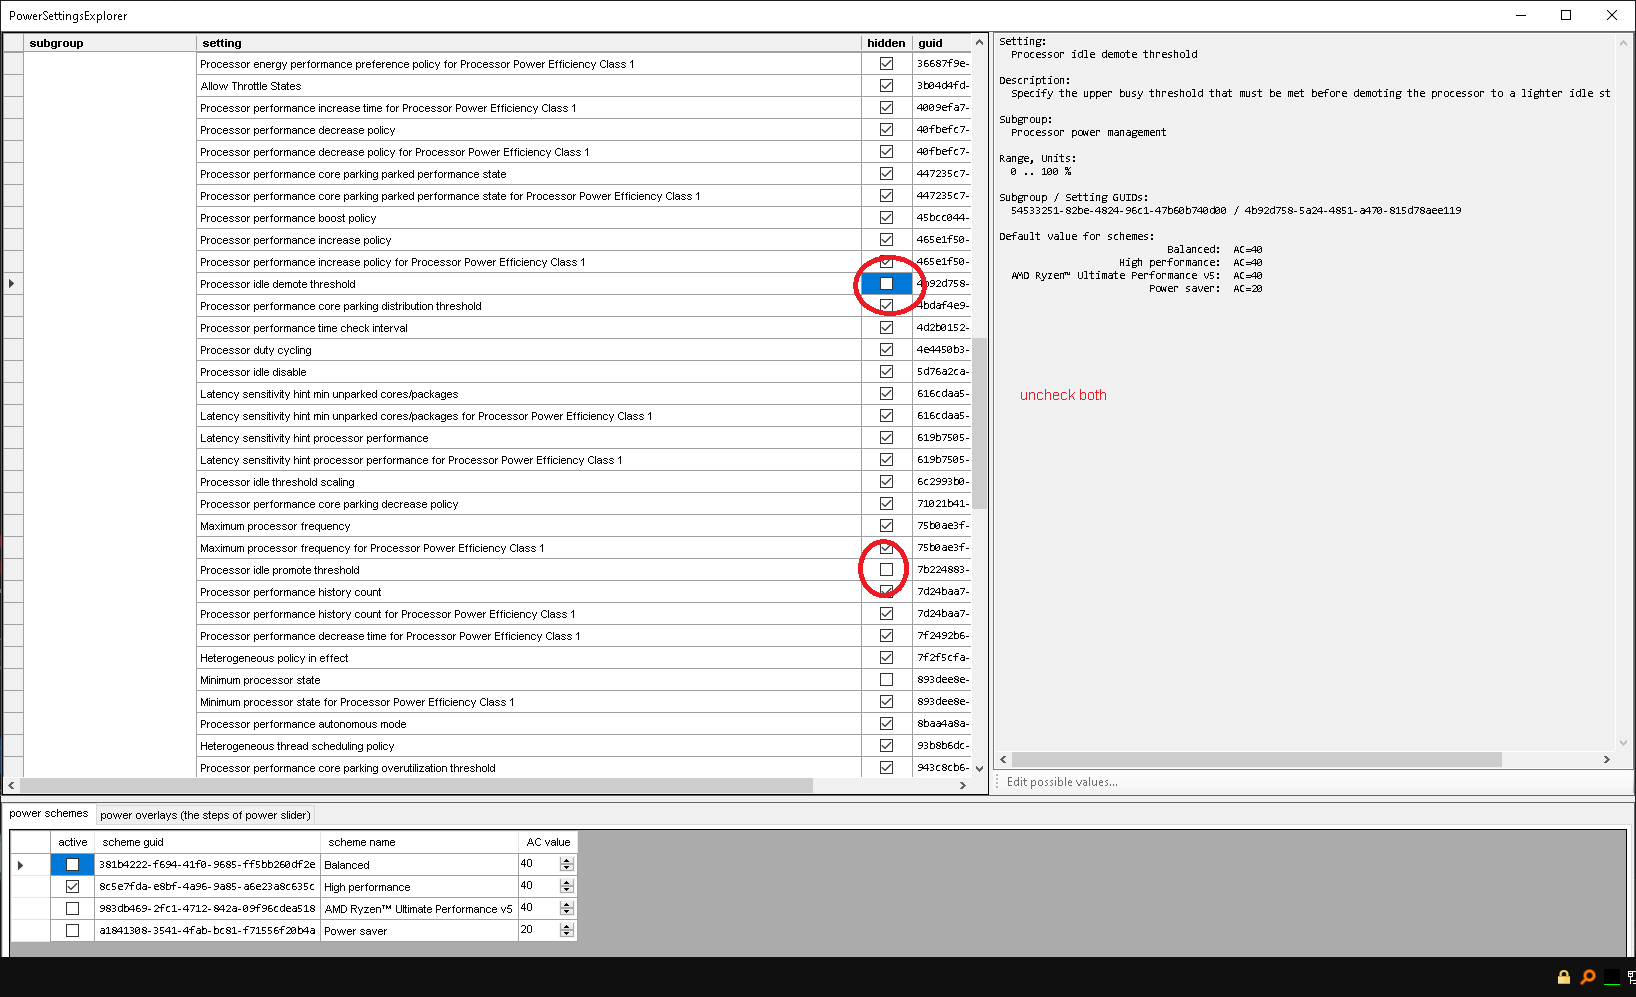 PowerSettingsExplorer
subgroup setting hidden guid
Processor energy performance preference policy for Processor Power Efficiency Class 1 36687f9e-
Allow Throttle States 3b04d4fd-
Processor performance increase time for Processor Power Efficiency Class 1 4009efa7-
Processor performance decrease policy 40fbefc7-
Processor performance decrease policy for Processor Power Efficiency Class 1 40fbefc7-
Processor performance core parking parked performance state 447235c7-
Processor performance core parking parked performance state for Processor Power Efficiency Class 1 447235c7-
Processor performance boost policy 45bcc044-
Processor performance increase policy 465e1f50-
Processor performance increase policy for Processor Power Efficiency Class 1 465e1f50-
Processor idle demote threshold 4b92d758-
Processor performance core parking distribution threshold 4bdaf4e9-
Processor performance time check interval 4d2b0152-
Processor duty cycling 4e4450b3-
Processor idle disable 5d76a2ca-
Latency sensitivity hint min unparked cores/packages 616cdaa5-
Latency sensitivity hint min unparked cores/packages for Processor Power Efficiency Class 1 616cdaa5-
Latency sensitivity hint processor performance 619b7505-
Latency sensitivity hint processor performance for Processor Power Efficiency Class 1 619b7505-
Processor idle threshold scaling 6c2993b0-
Processor performance core parking decrease policy 71021b41-
Maximum processor frequency 75b0ae3f-
Maximum processor frequency for Processor Power Efficiency Class 1 75b0ae3f-
Processor idle promote threshold 7b224883-
Processor performance history count 7d24baa7-
Processor performance history count for Processor Power Efficiency Class 1 7d24baa7-
Processor performance decrease time for Processor Power Efficiency Class 1 7f2492b6-
Heterogeneous policy in effect 7f2f5cfa-
Minimum processor state 893dee8e-
Minimum processor state for Processor Power Efficiency Class 1 893dee8e-
Processor performance autonomous mode 8baa4a8a-
Heterogeneous thread scheduling policy 93b8b6dc-
Processor performance core parking overutilization threshold 943c8cb6-
Setting:
Processor idle demote threshold
Description:
Specify the upper busy threshold that must be met before demoting the processor to a lighter idle st
Subgroup:
Processor power management
Range, Units:
0 .. 100 %
Subgroup / Setting GUIDs:
54533251-82be-4824-96c1-47b60b740d00 / 4b92d758-5a24-4851-a470-815d78aee119
Default value for schemes:
Balanced: AC=40
High performance: AC=40
AMD Ryzen™ Ultimate Performance v5: AC=40
Power saver: AC=20
uncheck both
Edit possible values...
power schemes power overlays (the steps of power slider)
active scheme guid scheme name AC value
381b4222-f694-41f0-9685-ff5bb260df2e Balanced 40
8c5e7fda-e8bf-4a96-9a85-a6e23a8c635c High performance 40
983db469-2fc1-4712-842a-09f96cdea518 AMD Ryzen™ Ultimate Performance v5 40
a1841308-3541-4fab-bc81-f71556f20b4a Power saver 20